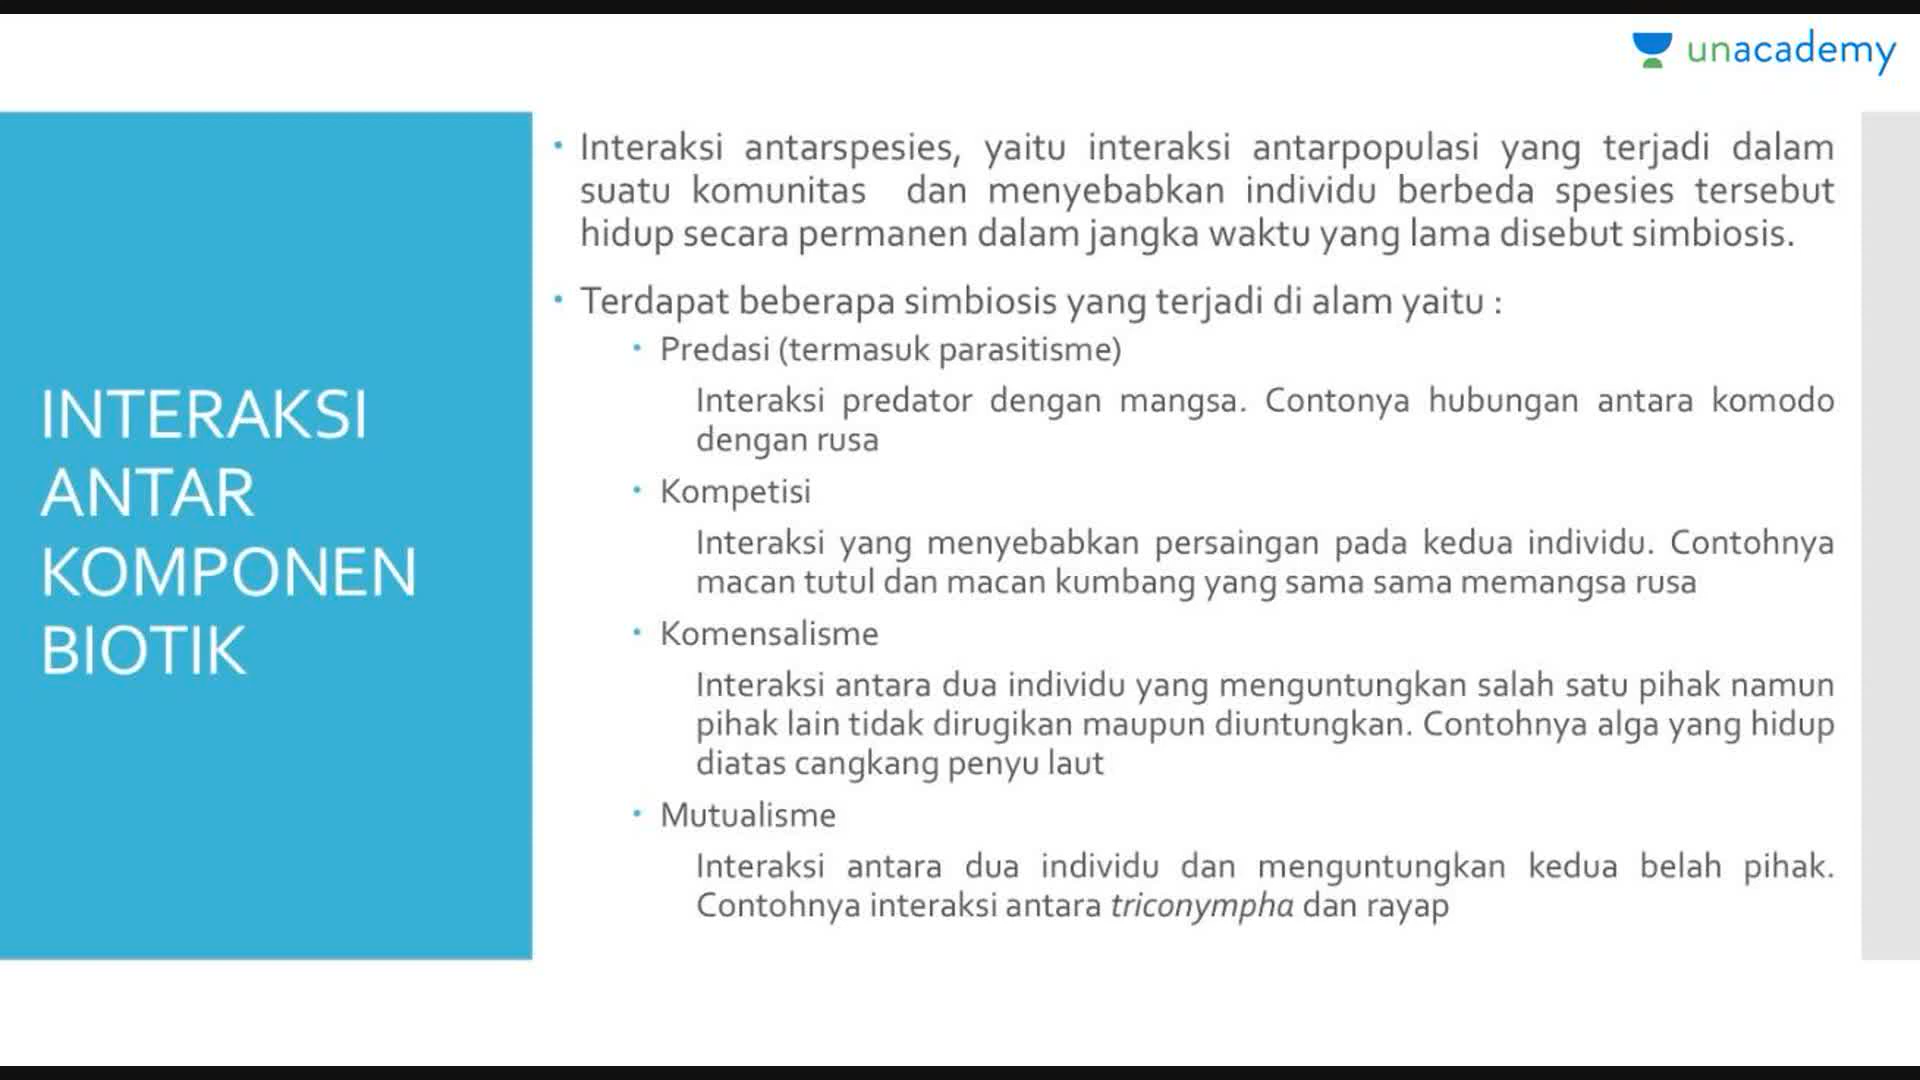 unacademy
INTERAKSI
ANTAR
KOMPONEN
BIOTIK
• Interaksi antarspesies, yaitu interaksi antarpopulasi yang terjadi dalam
suatu komunitas dan menyebabkan individu berbeda spesies tersebut
hidup secara permanen dalam jangka waktu yang lama disebut simbiosis.
• Terdapat beberapa simbiosis yang terjadi di alam yaitu :
• Predasi (termasuk parasitisme)
Interaksi predator dengan mangsa. Contonya hubungan antara komodo
dengan rusa
• Kompetisi
Interaksi yang menyebabkan persaingan pada kedua individu. Contohnya
macan tutul dan macan kumbang yang sama sama memangsa rusa
• Komensalisme
Interaksi antara dua individu yang menguntungkan salah satu pihak namun
pihak lain tidak dirugikan maupun diuntungkan. Contohnya alga yang hidup
diatas cangkang penyu laut
• Mutualisme
Interaksi antara dua individu dan menguntungkan kedua belah pihak.
Contohnya interaksi antara triconympha dan rayap